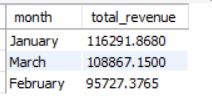 month total_revenue
January 116291.8680
March 108867.1500
February 95727.3765